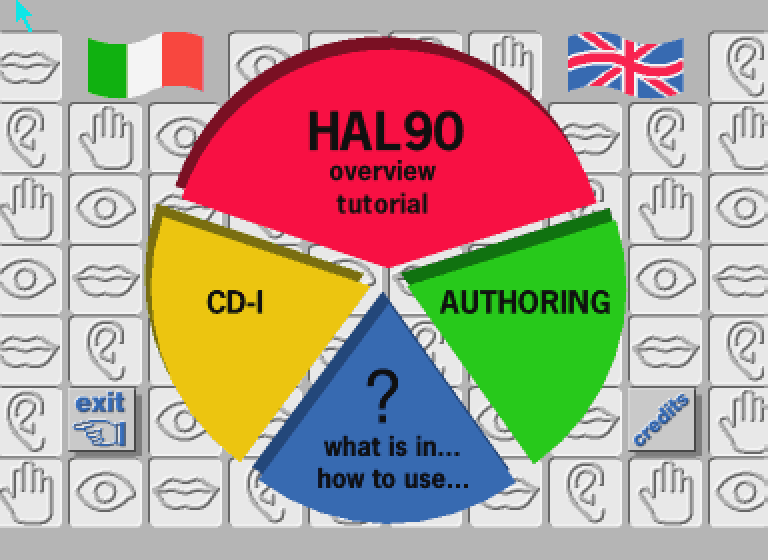 HAL90
overview
tutorial
CD-I
AUTHORING
?
what is in...
how to use...
exit
credits